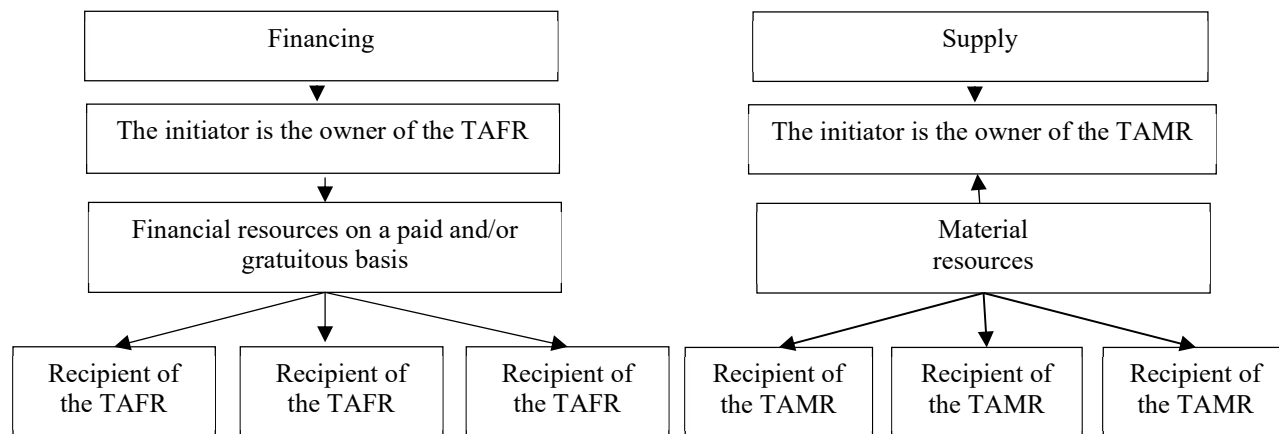 Financing
Supply
The initiator is the owner of the TAFR
The initiator is the owner of the TAMR
Financial resources on a paid and/or
gratuitous basis
Material
resources
Recipient of
the TAFR
Recipient of
the TAFR
Recipient of
the TAFR
Recipient of
the TAMR
Recipient of
the TAMR
Recipient of
the TAMR